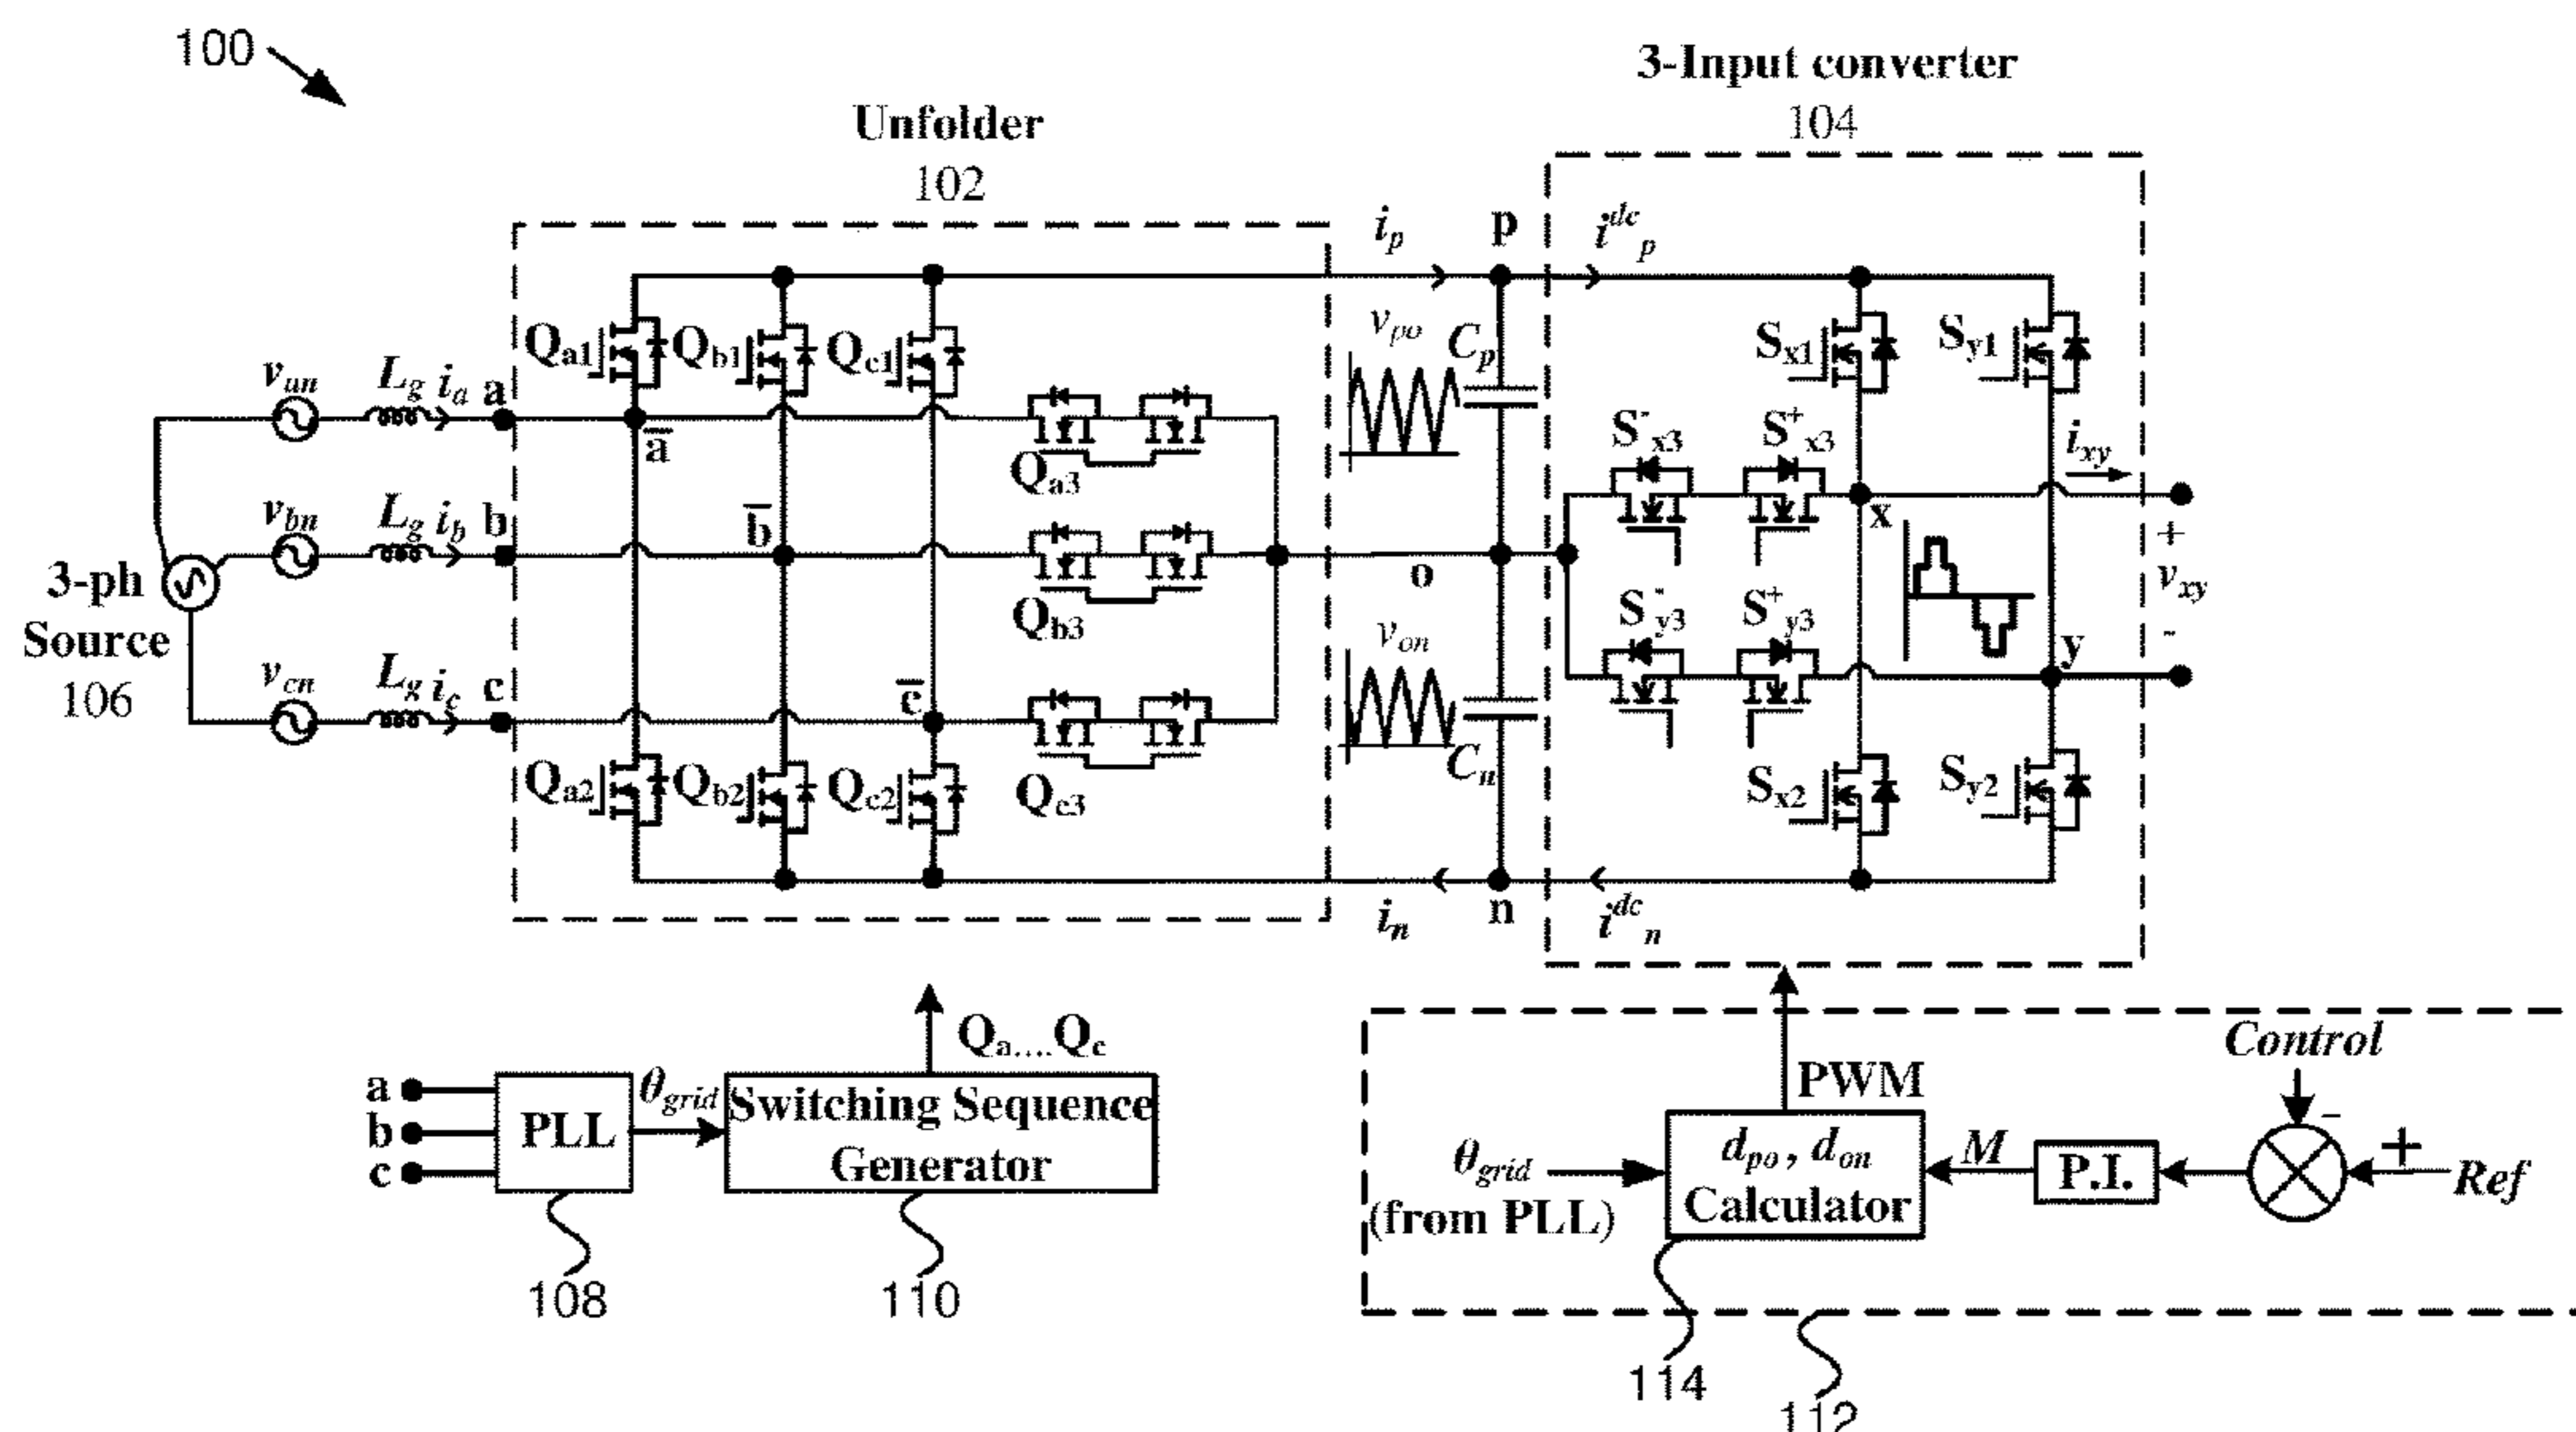 100
3-Input converter
104
Unfolder
102
i_p
p
i^dc_p
Q_a1
Q_b1
Q_c1
v_po
C_p
S_x1
S_y1
v_an
L_g
i_a
a
a̅
Q_a3
S^-_x3
S^+_x3
i_xy
x
v_bn
L_g
i_b
b
b̅
Q_b3
o
+
v_xy
-
3-ph
Source
106
S^-_y3
S^+_y3
y
v_on
v_cn
L_g
i_c
c
c̅
Q_c3
C_n
Q_a2
Q_b2
Q_c2
S_x2
S_y2
i_n
n
i^dc_n
Q_a....Q_c
a
b
c
PLL
θ_grid
Switching Sequence
Generator
108
110
Control
-
PWM
θ_grid
(from PLL)
d_po, d_on
Calculator
M
P.I.
+
Ref
114
112